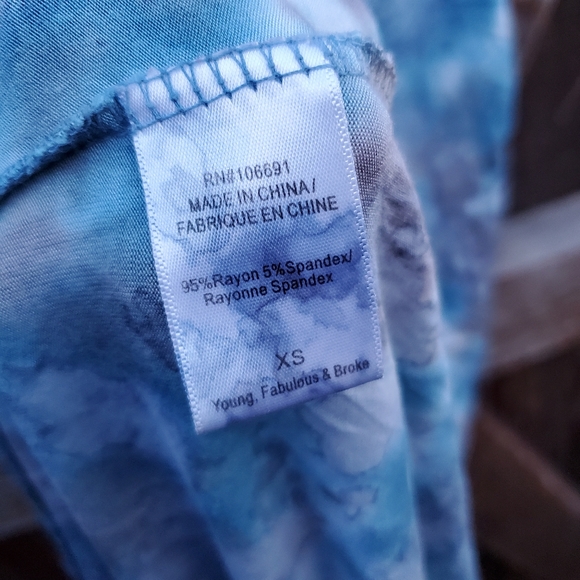 RN#106691
MADE IN CHINA/
FABRIQUE EN CHINE
95%Rayon 5%Spandex/
Rayonne Spandex
XS
Young, Fabulous & Broke